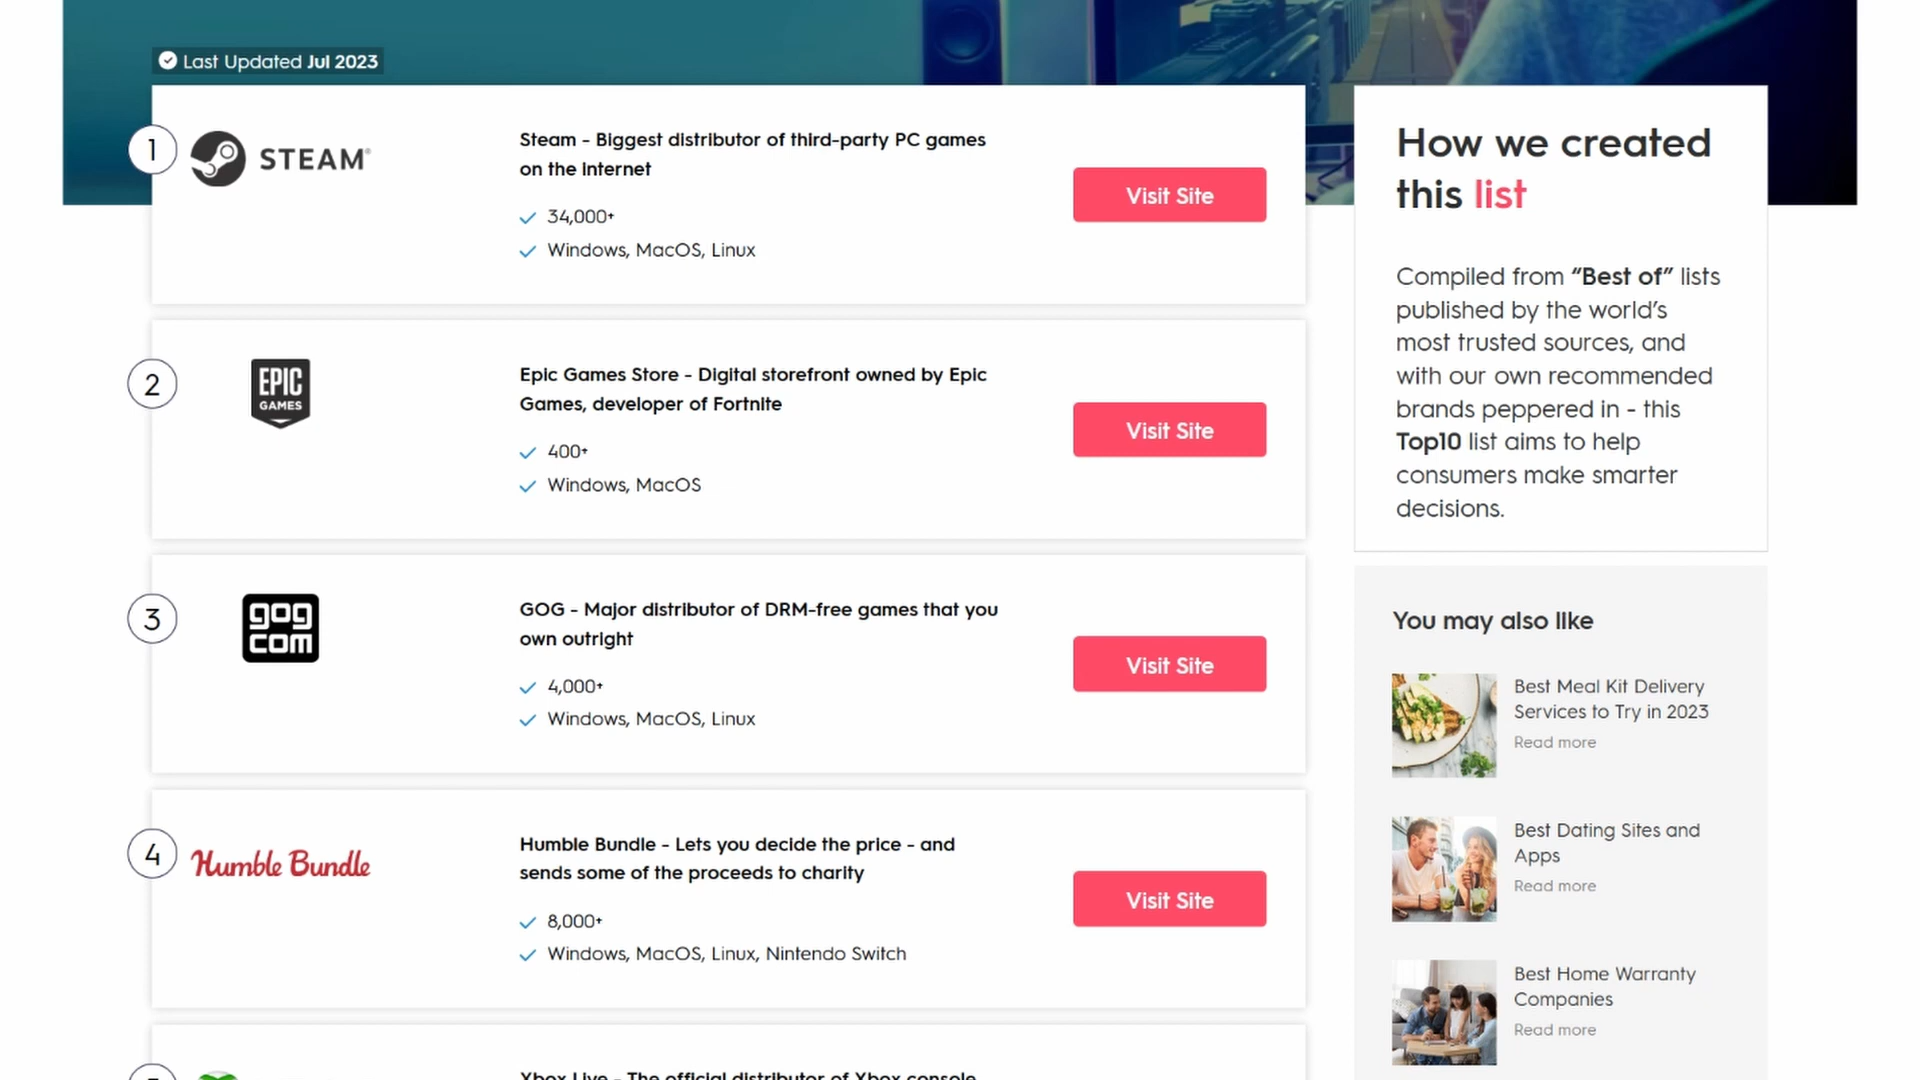 Last Updated Jul 2023
1
STEAM®
Steam - Biggest distributor of third-party PC games
on the internet
34,000+
Windows, MacOS, Linux
Visit Site
2
EPIC
GAMES
Epic Games Store - Digital storefront owned by Epic
Games, developer of Fortnite
400+
Windows, MacOS
Visit Site
3
gog
com
GOG - Major distributor of DRM-free games that you
own outright
4,000+
Windows, MacOS, Linux
Visit Site
4
Humble Bundle
Humble Bundle - Lets you decide the price - and
sends some of the proceeds to charity
8,000+
Windows, MacOS, Linux, Nintendo Switch
Visit Site
Xbox Live - The official distributor of Xbox console
How we created
this list
Compiled from “Best of” lists
published by the world’s
most trusted sources, and
with our own recommended
brands peppered in - this
Top10 list aims to help
consumers make smarter
decisions.
You may also like
Best Meal Kit Delivery
Services to Try in 2023
Read more
Best Dating Sites and
Apps
Read more
Best Home Warranty
Companies
Read more